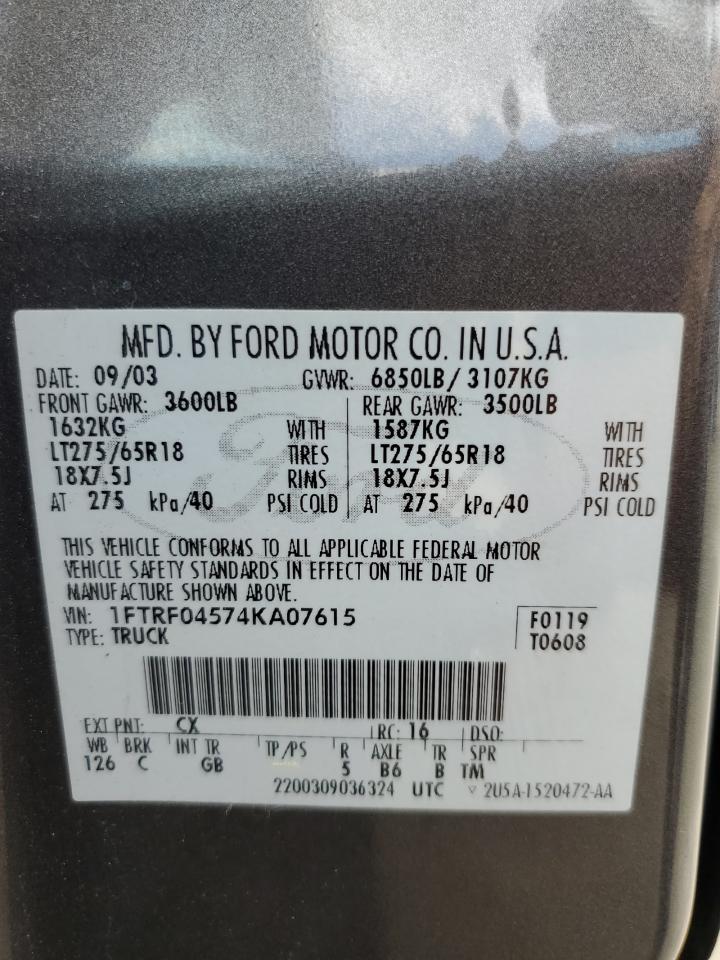 MFD. BY FORD MOTOR CO. IN U.S.A.
DATE: 09/03 GVWR: 6850LB/ 3107KG
FRONT GAWR: 3600LB REAR GAWR: 3500LB
1632KG WITH 1587KG WITH
LT275/65R18 TIRES LT275/65R18 TIRES
18X7.5J RIMS 18X7.5J RIMS
AT 275 kPa/40 PSI COLD AT 275 kPa/40 PSI COLD
Ford
THIS VEHICLE CONFORMS TO ALL APPLICABLE FEDERAL MOTOR
VEHICLE SAFETY STANDARDS IN EFFECT ON THE DATE OF
MANUFACTURE SHOWN ABOVE.
VIN: 1FTRF04574KA07615 F0119
TYPE: TRUCK T0608
EXT PNT: CX RC: 16 DSO:
WB BRK INT TR TP/PS R AXLE TR SPR
126 C GB 5 B6 B TM
2200309036324 UTC ▽ 2U5A-1520472-AA